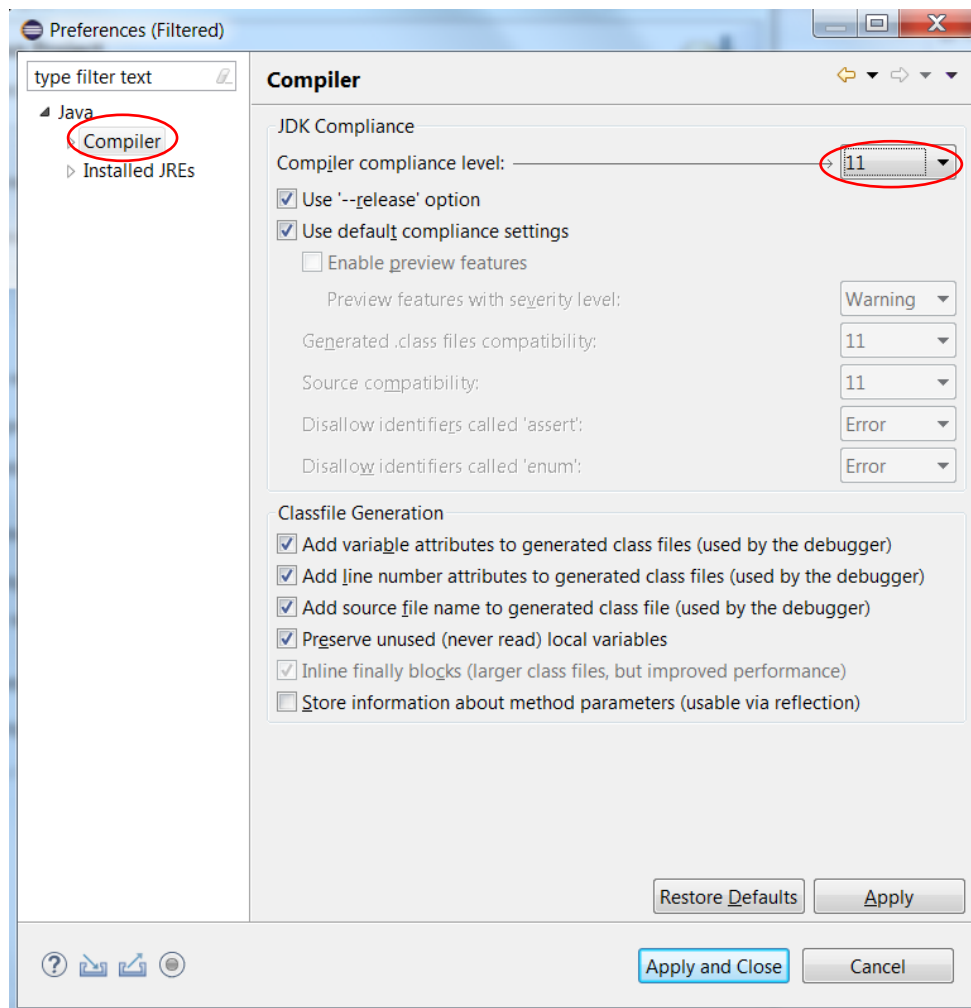 Preferences (Filtered)
type filter text
Java
Compiler
Installed JREs
Compiler
JDK Compliance
Compiler compliance level: 11
Use '--release' option
Use default compliance settings
Enable preview features
Preview features with severity level: Warning
Generated .class files compatibility: 11
Source compatibility: 11
Disallow identifiers called 'assert': Error
Disallow identifiers called 'enum': Error
Classfile Generation
Add variable attributes to generated class files (used by the debugger)
Add line number attributes to generated class files (used by the debugger)
Add source file name to generated class file (used by the debugger)
Preserve unused (never read) local variables
Inline finally blocks (larger class files, but improved performance)
Store information about method parameters (usable via reflection)
Restore Defaults Apply
Apply and Close Cancel